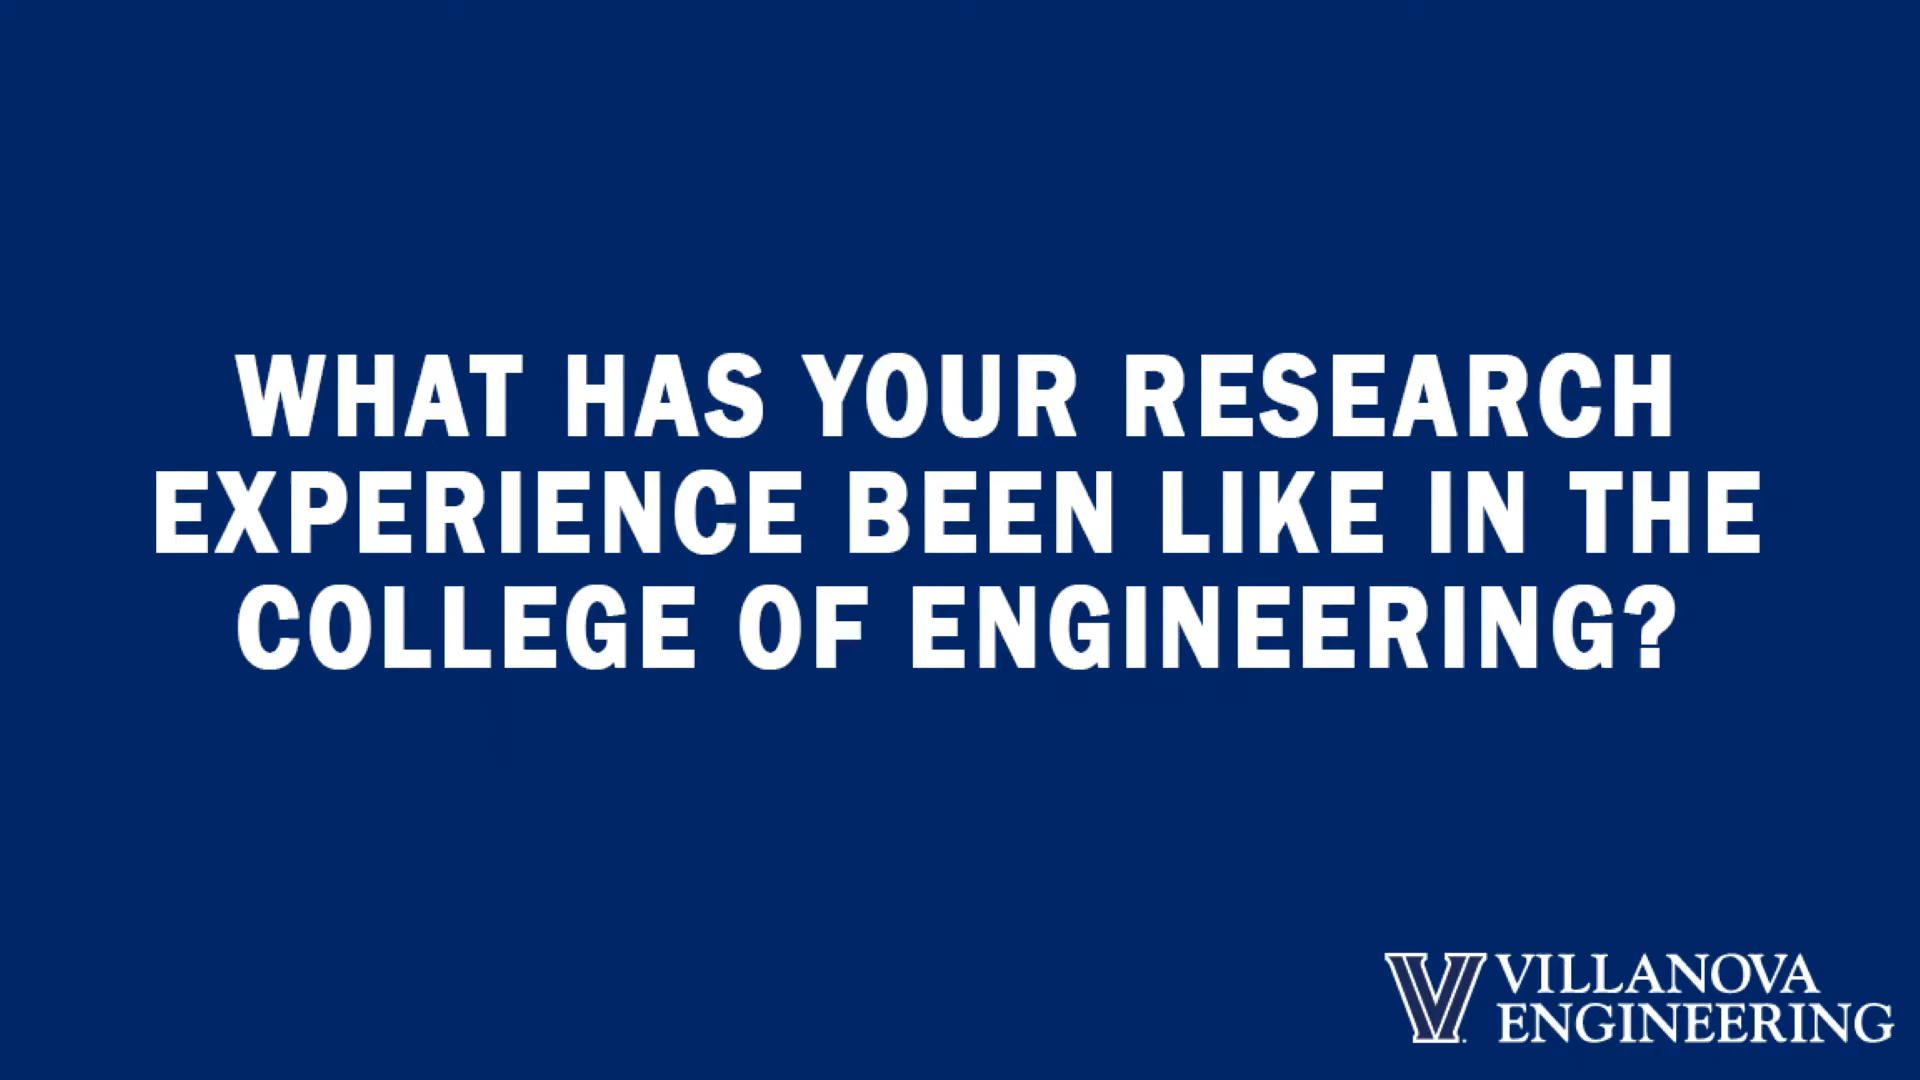 WHAT HAS YOUR RESEARCH
EXPERIENCE BEEN LIKE IN THE
COLLEGE OF ENGINEERING?
VILLANOVA
ENGINEERING